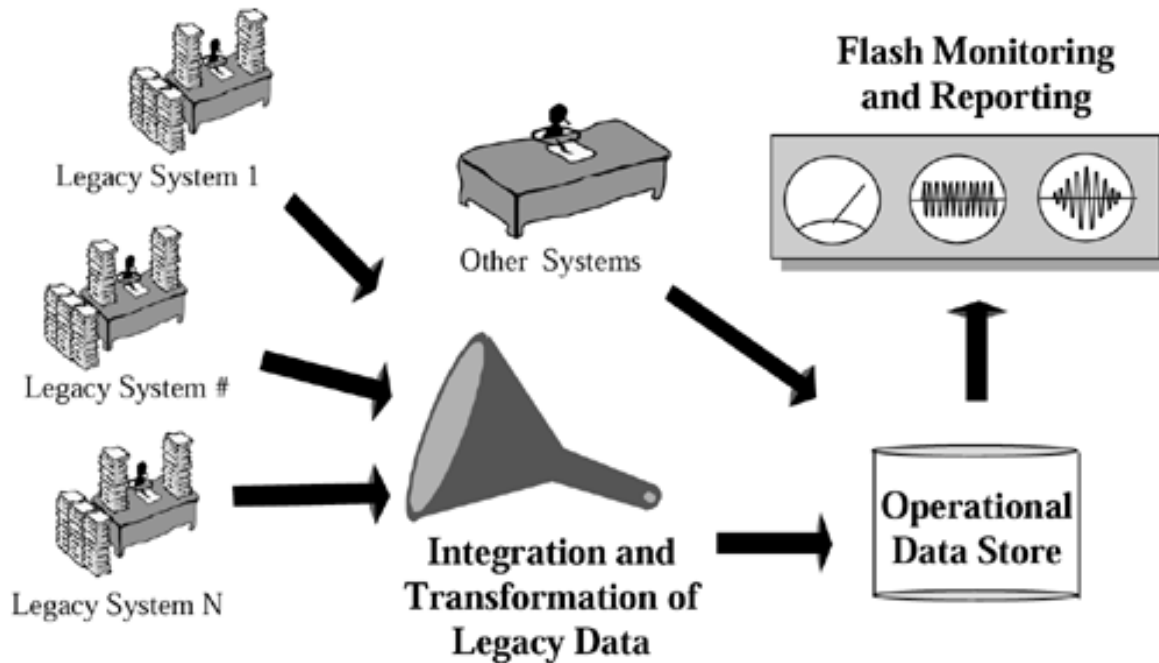 Legacy System 1
Legacy System #
Legacy System N
Other Systems
Integration and
Transformation of
Legacy Data
Flash Monitoring
and Reporting
Operational
Data Store